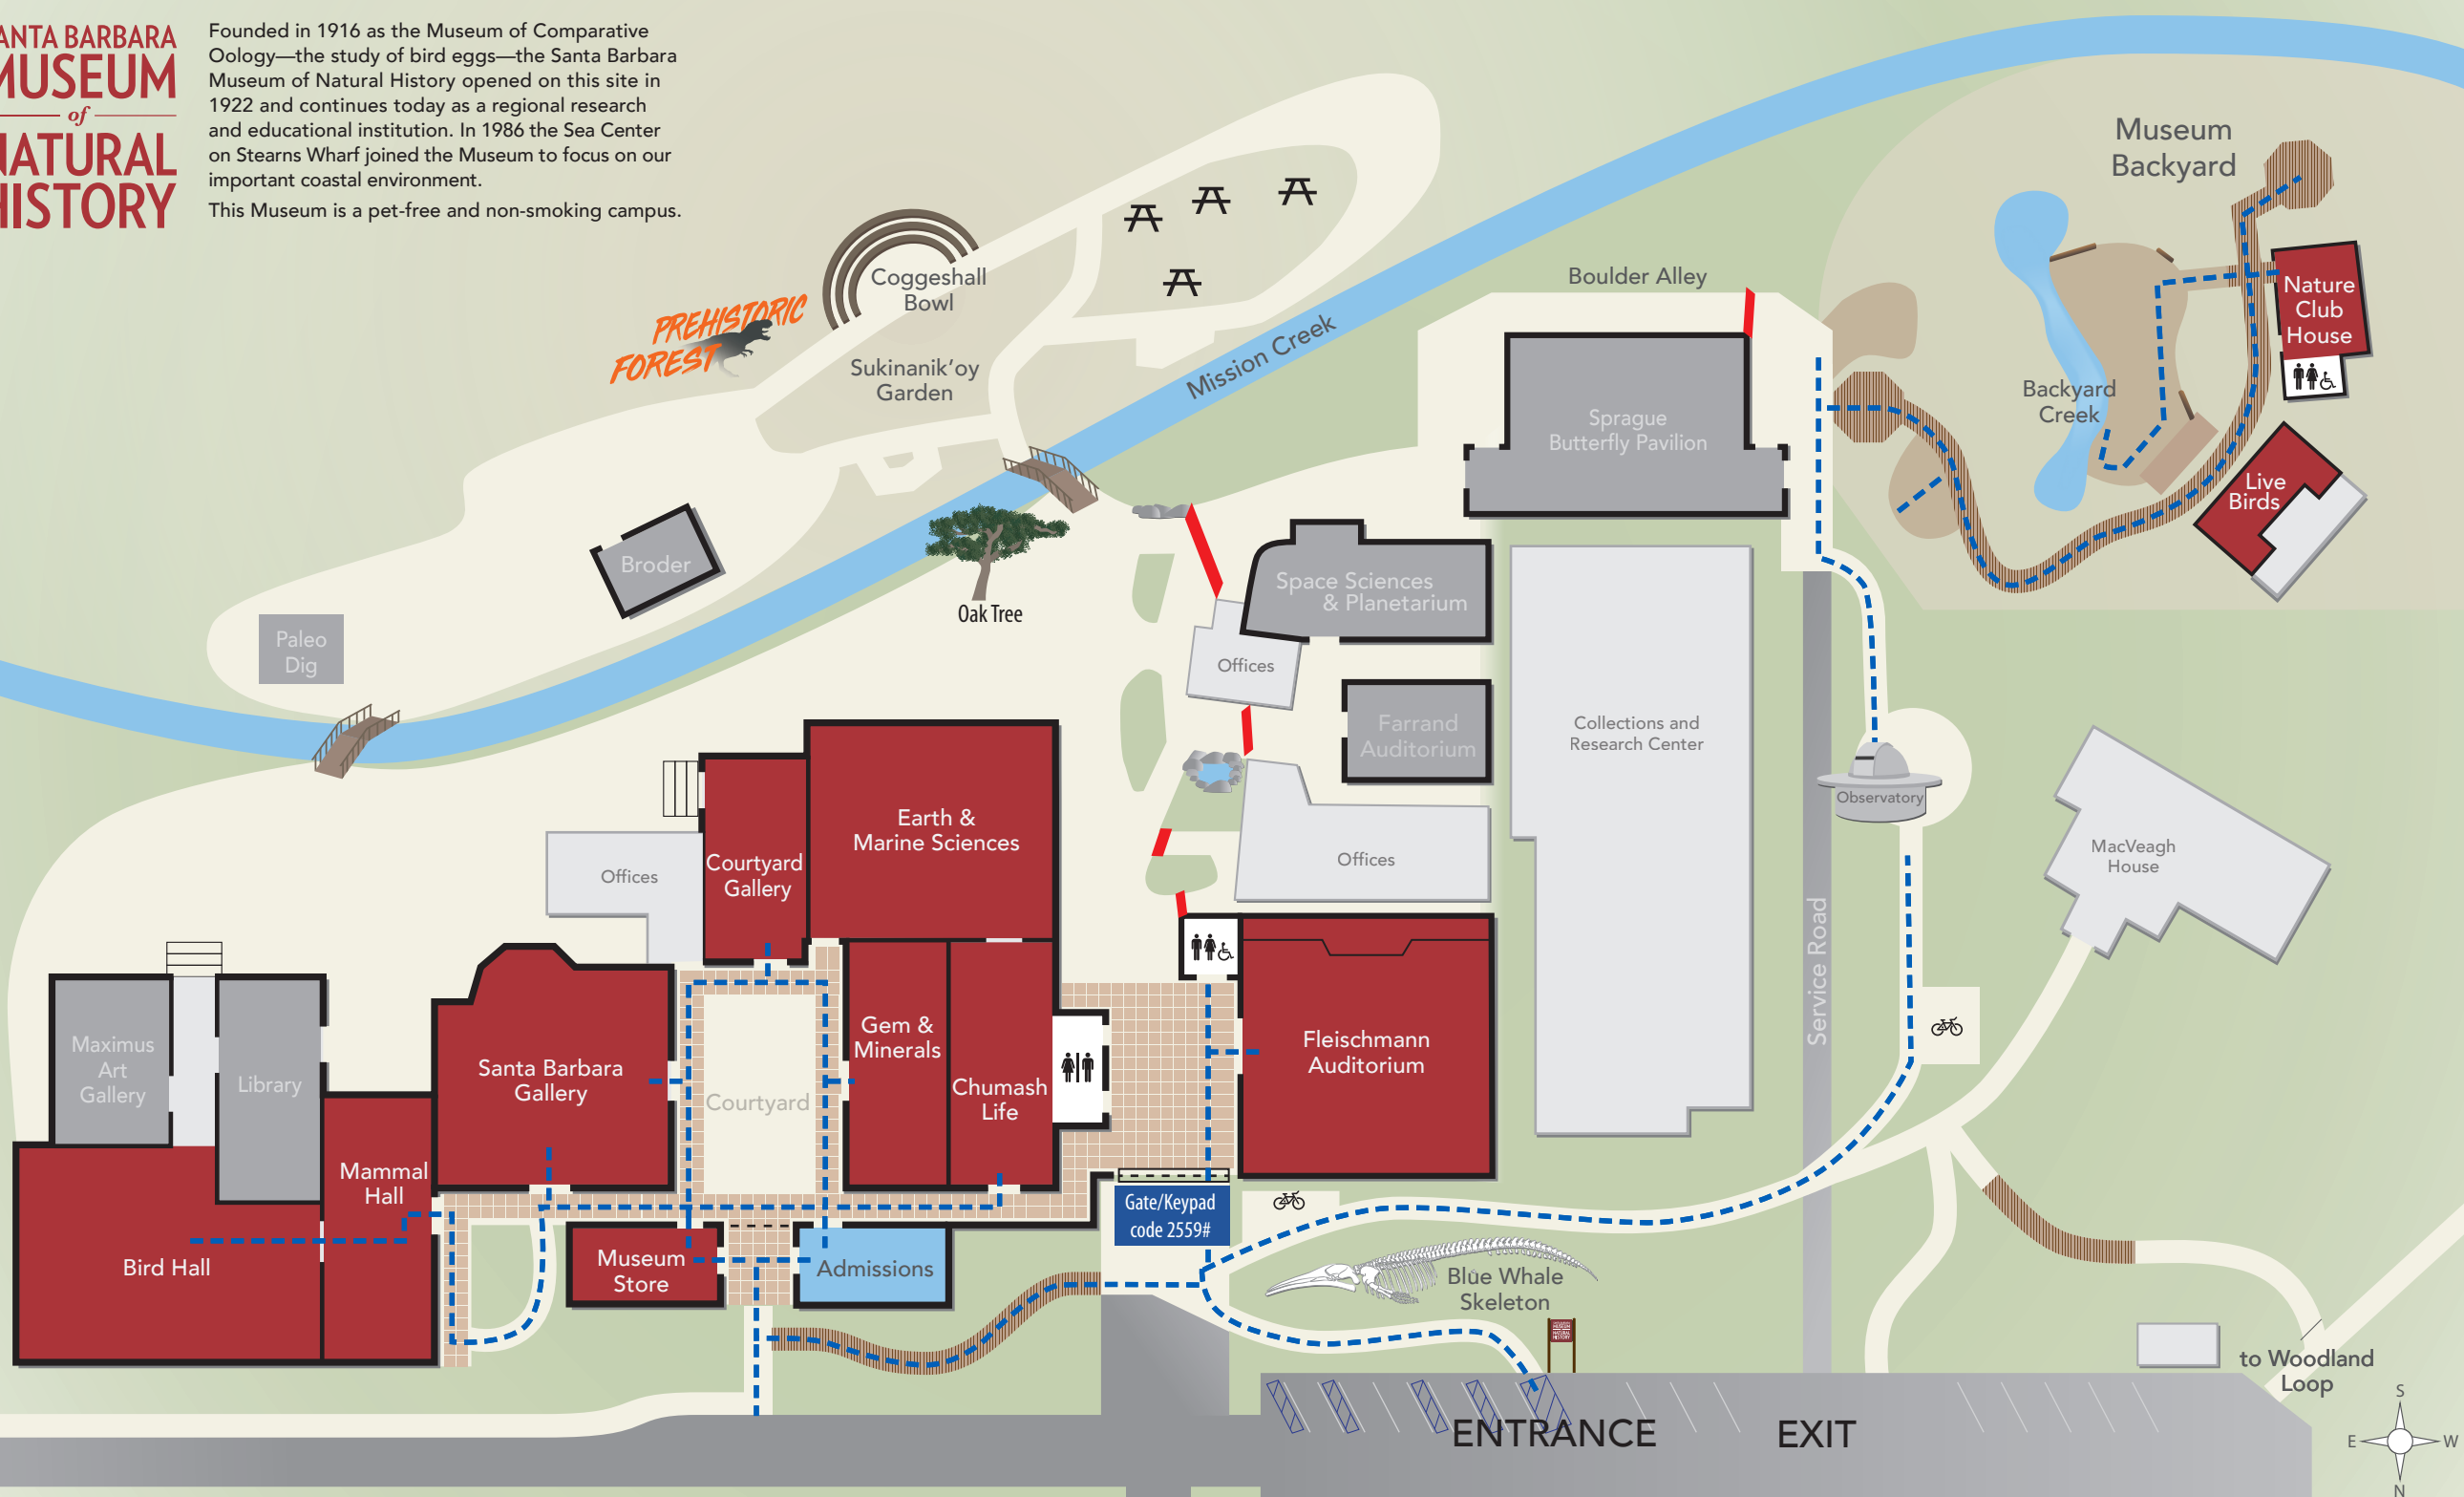 ANTA BARBARA
MUSEUM
of
NATURAL
HISTORY
Founded in 1916 as the Museum of Comparative
Oology—the study of bird eggs—the Santa Barbara
Museum of Natural History opened on this site in
1922 and continues today as a regional research
and educational institution. In 1986 the Sea Center
on Stearns Wharf joined the Museum to focus on our
important coastal environment.
This Museum is a pet-free and non-smoking campus.
Museum
Backyard
Coggeshall
Bowl
PREHISTORIC
FOREST
Sukinanik'oy
Garden
Mission Creek
Boulder Alley
Nature
Club
House
Sprague
Butterfly Pavilion
Backyard
Creek
Live
Birds
Broder
Oak Tree
Space Sciences
& Planetarium
Paleo
Dig
Offices
Farrand
Auditorium
Collections and
Research Center
Observatory
Earth &
Marine Sciences
Courtyard
Gallery
Offices
Offices
MacVeagh
House
Service Road
Maximus
Art
Gallery
Library
Santa Barbara
Gallery
Courtyard
Gem &
Minerals
Chumash
Life
Fleischmann
Auditorium
Mammal
Hall
Bird Hall
Museum
Store
Admissions
Gate/Keypad
code 2559#
Blue Whale
Skeleton
MUSEUM
NATURAL
HISTORY
to Woodland
Loop
ENTRANCE
EXIT
S
E
W
N